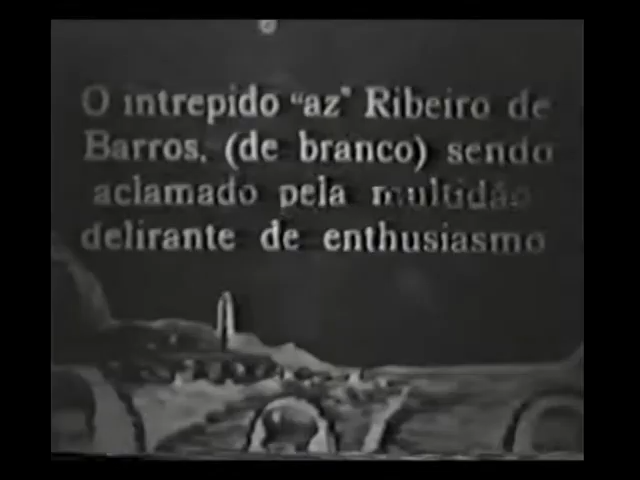 O intrepido "az" Ribeiro de
Barros, (de branco) sendo
aclamado pela multidão
delirante de enthusiasmo